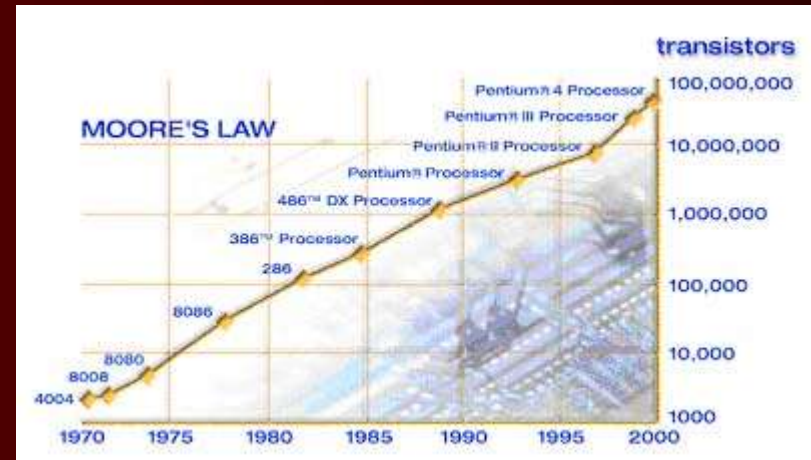 transistors
100,000,000
Pentium® 4 Processor
Pentium® III Processor
MOORE'S LAW
10,000,000
Pentium® II Processor
Pentium® Processor
486™ DX Processor
1,000,000
386™ Processor
286
100,000
8086
8080
10,000
8008
4004
1000
1970 1975 1980 1985 1990 1995 2000